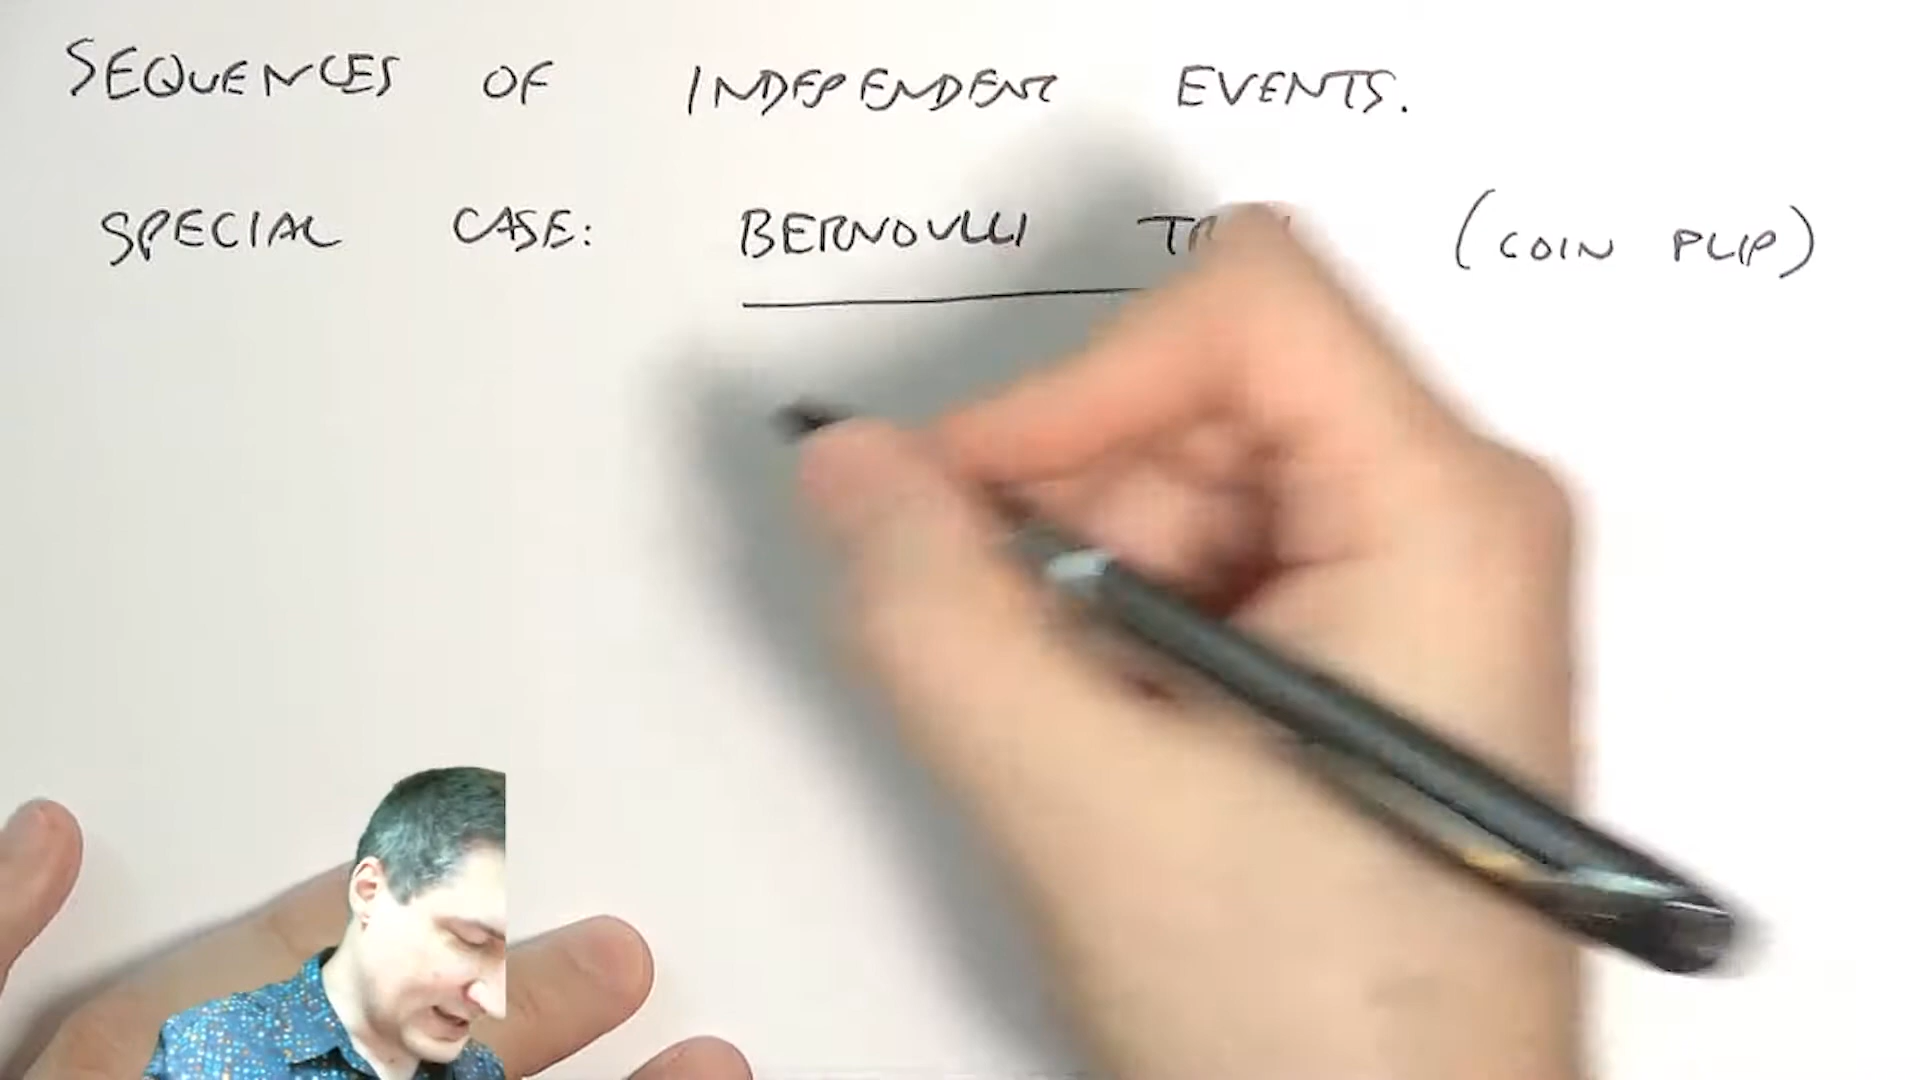 SEQUENCES OF INDEPENDENT EVENTS.
SPECIAL CASE: BERNOULLI (COIN FLIP)